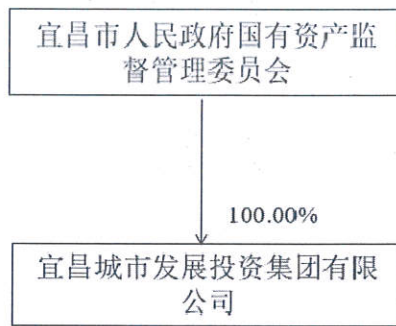 宜昌市人民政府国有资产监
督管理委员会
100.00%
宜昌城市发展投资集团有限
公司